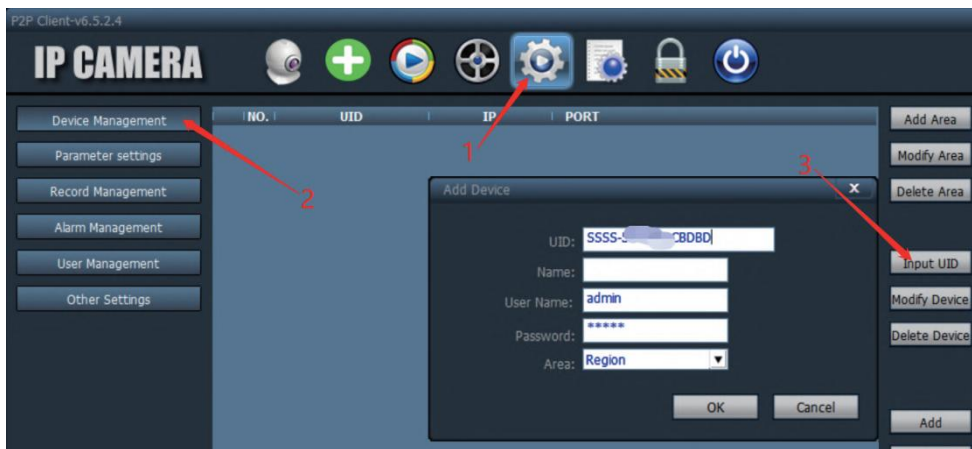 P2P Client-v6.5.2.4
IP CAMERA
1
2
3
Device Management
Parameter settings
Record Management
Alarm Management
User Management
Other Settings
NO. UID IP PORT
Add Device x
UID: SSSS- CBDBD
Name:
User Name: admin
Password: *****
Area: Region
OK Cancel
Add Area
Modify Area
Delete Area
Input UID
Modify Device
Delete Device
Add